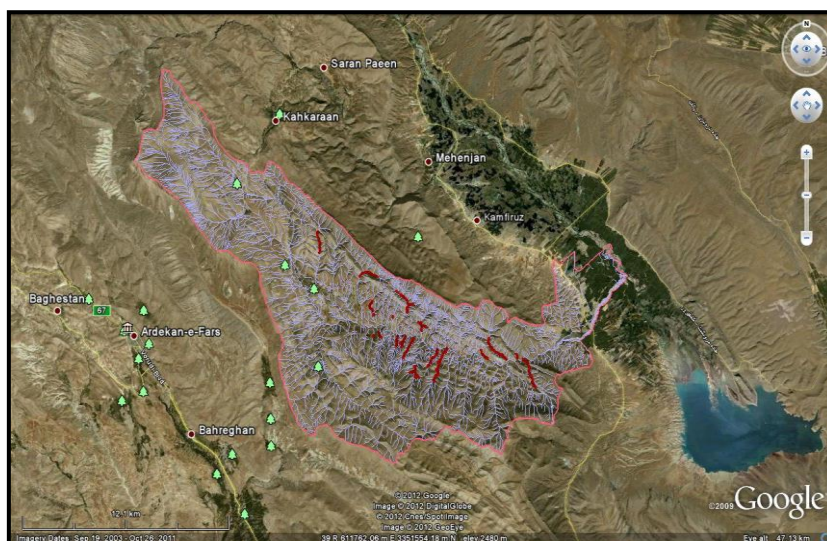 N
Saran Paeen
Kahkaraan
Mehenjan
Kamfiruz
Baghestan
67
Ardekan-e-Fars
Bahreghan
12.1 km
© 2012 Google
Image © 2012 DigitalGlobe
© 2012 Cnes/Spot Image
Image © 2012 GeoEye
©2009 Google
Imagery Dates: Sep 19, 2003 - Oct 26, 2011
39 R 611762.06 m E 3351554.18 m N elev 2480 m
Eye alt 47.13 km